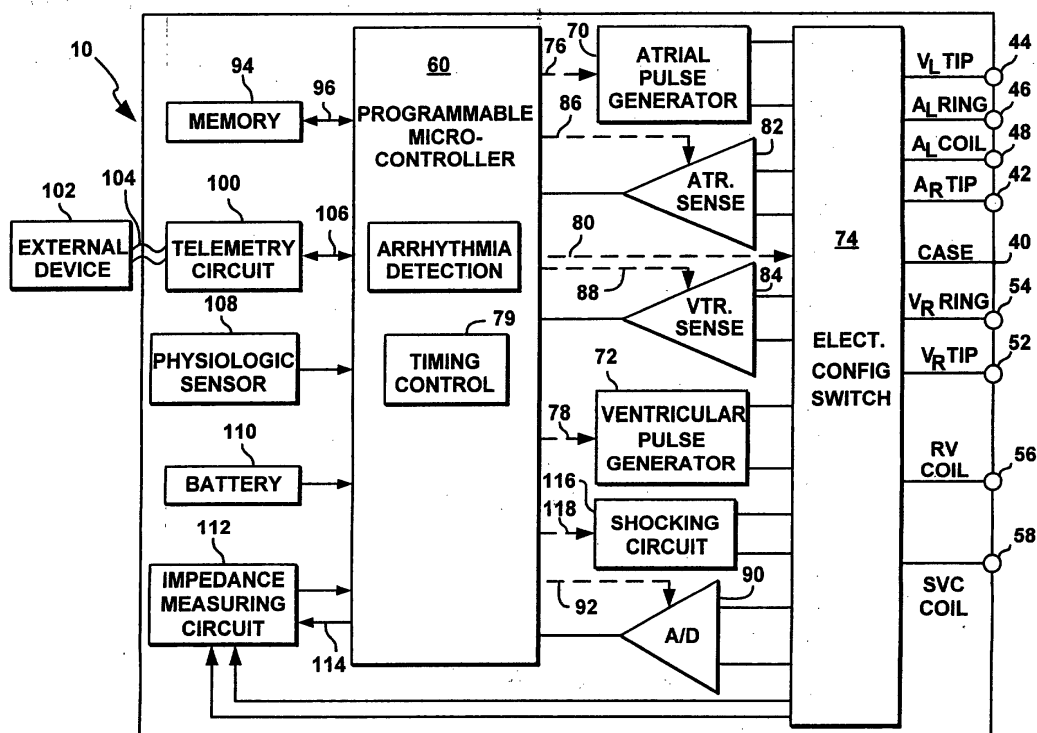 10
94
MEMORY
96
102
EXTERNAL
DEVICE
104
100
TELEMETRY
CIRCUIT
106
108
PHYSIOLOGIC
SENSOR
110
BATTERY
112
IMPEDANCE
MEASURING
CIRCUIT
114
60
PROGRAMMABLE
MICRO-
CONTROLLER
ARRHYTHMIA
DETECTION
79
TIMING
CONTROL
76
70
ATRIAL
PULSE
GENERATOR
86
82
ATR.
SENSE
80
88
84
VTR.
SENSE
72
78
VENTRICULAR
PULSE
GENERATOR
116
118
SHOCKING
CIRCUIT
92
90
A/D
74
ELECT.
CONFIG
SWITCH
VL TIP
44
AL RING
46
AL COIL
48
AR TIP
42
CASE
40
VR RING
54
VR TIP
52
RV
COIL
56
58
SVC
COIL